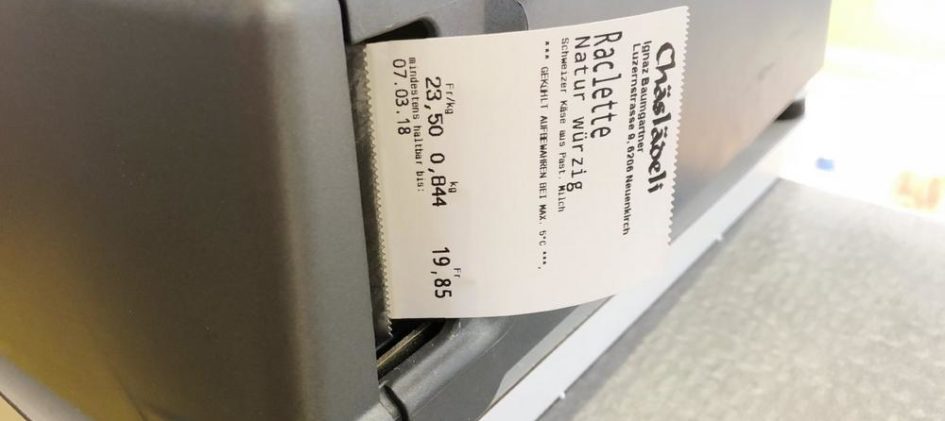 Chäslädeli
Ignaz Baumgartner
Luzernstrasse 9, 6206 Neuenkirch
Raclette
Natur würzig
Schweizer Käse aus Past. Milch
*** GEKÜHLT AUFBEWAHREN BEI MAX. 5°C ***.
Fr/kg kg Fr
23,50 0,844 19,85
mindestens haltbar bis:
07.03.18